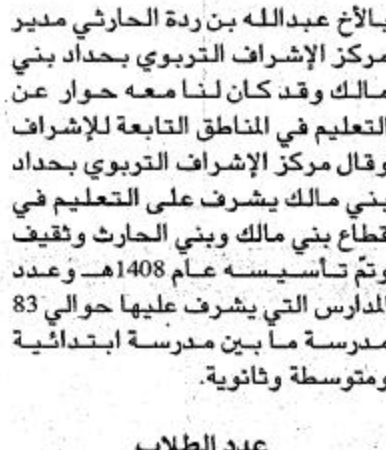 بالأخ عبدالله بن ردة الحارثي مدير
مركز الإشراف التربوي بحداد بني
مالك وقد كان لنا معه حوار عن
التعليم في المناطق التابعة للإشراف
وقال مركز الإشراف التربوي بحداد
بني مالك يشرف على التعليم في
قطاع بني مالك وبني الحارث وثقيف
وتمّ تأسيسه عام 1408هـ وعدد
المدارس التي يشرف عليها حوالي 83
مدرسة ما بين مدرسة ابتدائية
ومتوسطة وثانوية.
عدد الطلاب